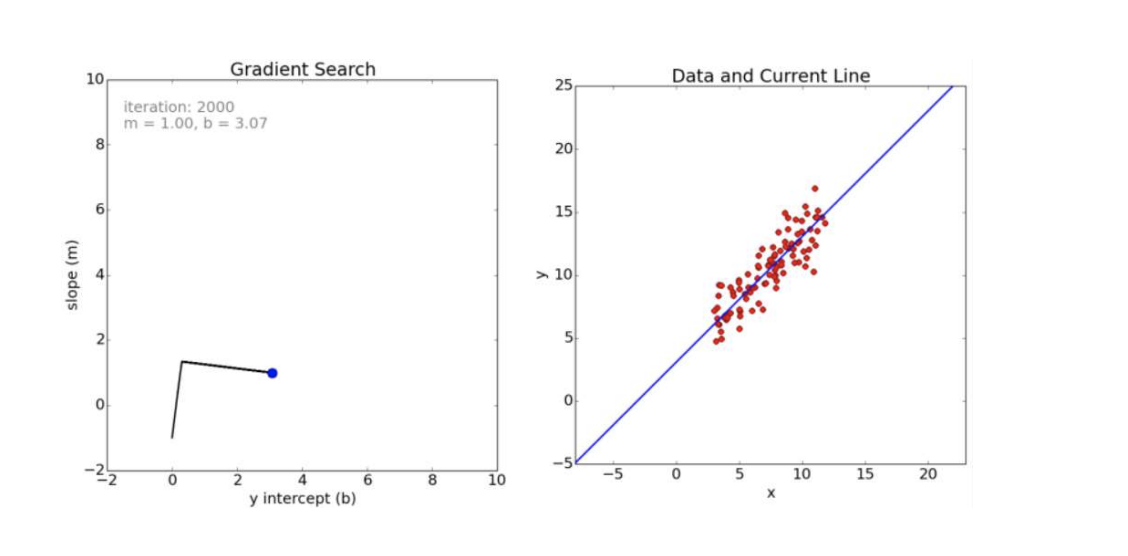 Gradient Search
iteration: 2000
m = 1.00, b = 3.07
10
8
6
4
2
0
−2
slope (m)
−2 0 2 4 6 8 10
y intercept (b)
Data and Current Line
25
20
15
10
5
0
−5
y
−5 0 5 10 15 20
x